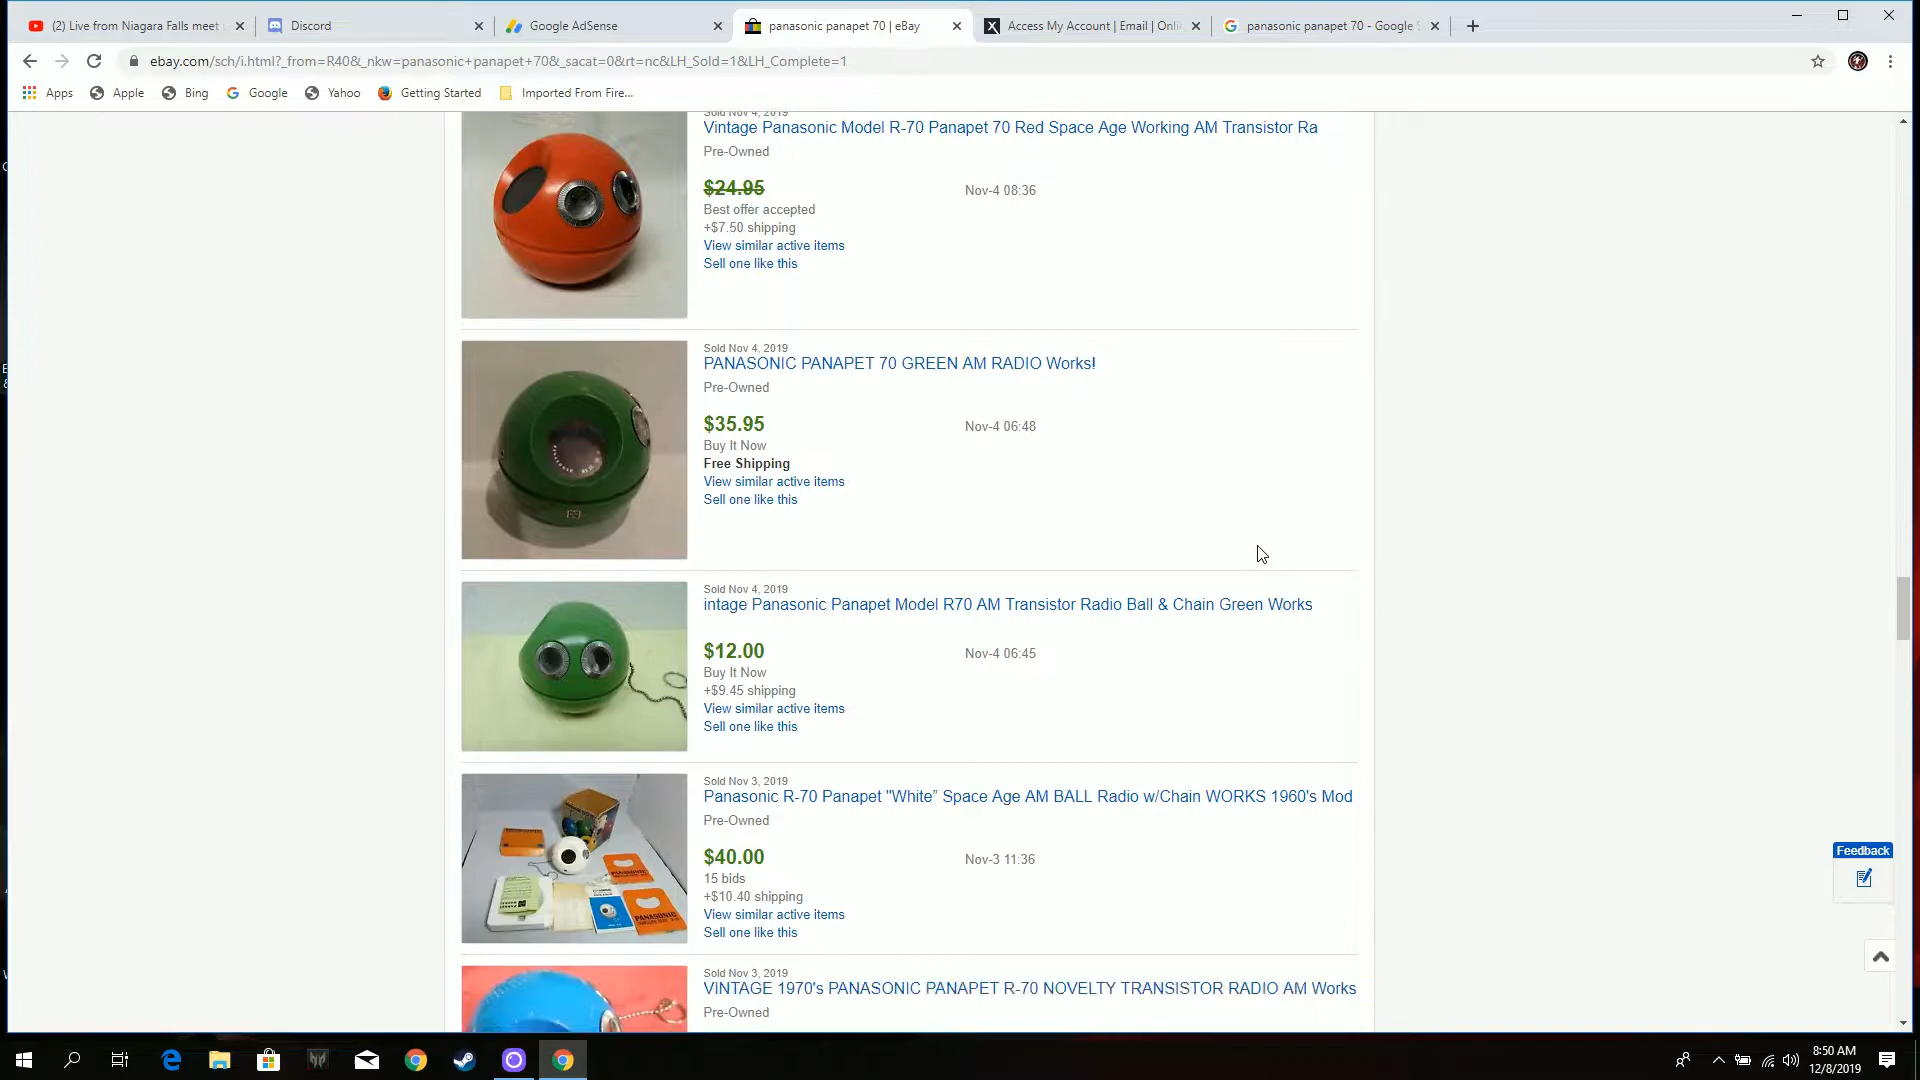 (2) Live from Niagara Falls meet
Discord
Google AdSense
panasonic panapet 70 | eBay
Access My Account | Email | Onli
panasonic panapet 70 - Google S
ebay.com/sch/i.html?_from=R40&_nkw=panasonic+panapet+70&_sacat=0&rt=nc&LH_Sold=1&LH_Complete=1
Apps
Apple
Bing
Google
Yahoo
Getting Started
Imported From Fire...
Sold Nov 4, 2019
Vintage Panasonic Model R-70 Panapet 70 Red Space Age Working AM Transistor Ra
Pre-Owned
$24.95
Nov-4 08:36
Best offer accepted
+$7.50 shipping
View similar active items
Sell one like this
Sold Nov 4, 2019
PANASONIC PANAPET 70 GREEN AM RADIO Works!
Pre-Owned
$35.95
Nov-4 06:48
Buy It Now
Free Shipping
View similar active items
Sell one like this
Sold Nov 4, 2019
intage Panasonic Panapet Model R70 AM Transistor Radio Ball & Chain Green Works
$12.00
Nov-4 06:45
Buy It Now
+$9.45 shipping
View similar active items
Sell one like this
Sold Nov 3, 2019
Panasonic R-70 Panapet "White” Space Age AM BALL Radio w/Chain WORKS 1960's Mod
Pre-Owned
$40.00
Nov-3 11:36
15 bids
+$10.40 shipping
View similar active items
Sell one like this
PANASONIC
Sold Nov 3, 2019
VINTAGE 1970's PANASONIC PANAPET R-70 NOVELTY TRANSISTOR RADIO AM Works
Pre-Owned
Feedback
8:50 AM
12/8/2019